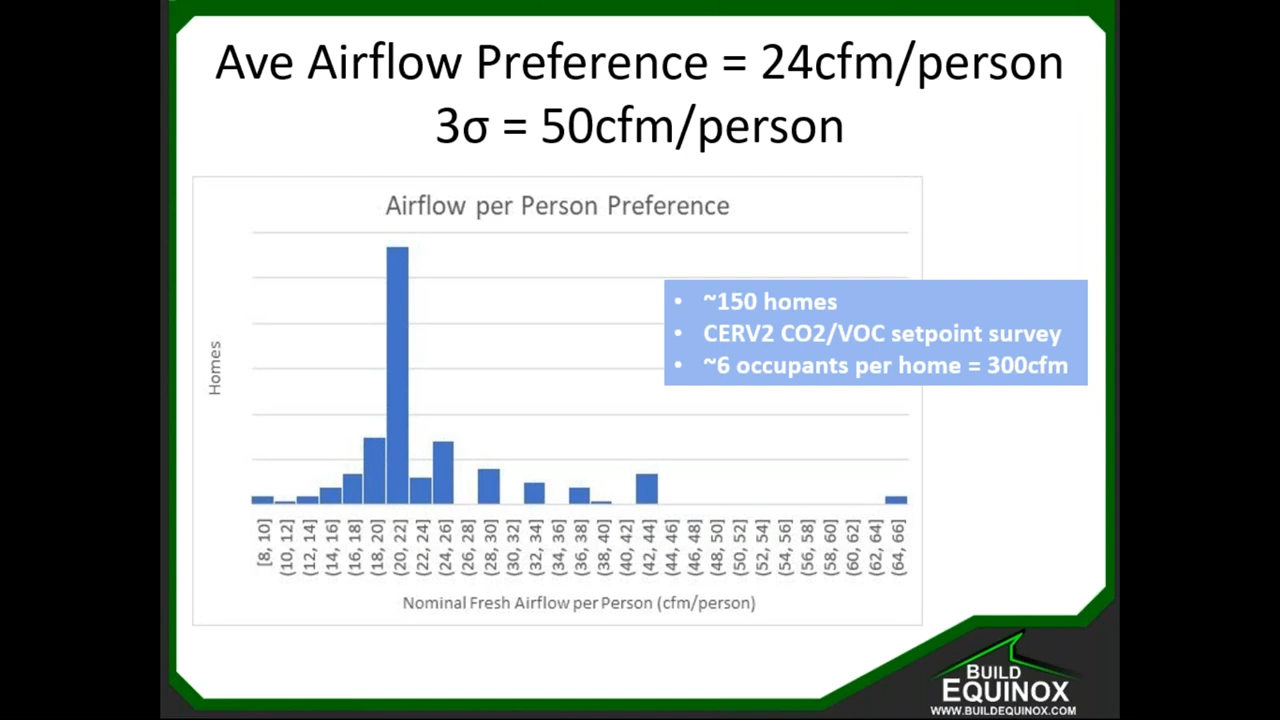 Ave Airflow Preference = 24cfm/person
3σ = 50cfm/person
Airflow per Person Preference
• ~150 homes
• CERV2 CO2/VOC setpoint survey
• ~6 occupants per home = 300cfm
Homes
[8, 10]
(10, 12]
(12, 14]
(14, 16]
(16, 18]
(18, 20]
(20, 22]
(22, 24]
(24, 26]
(26, 28]
(28, 30]
(30, 32]
(32, 34]
(34, 36]
(36, 38]
(38, 40]
(40, 42]
(42, 44]
(44, 46]
(46, 48]
(48, 50]
(50, 52]
(52, 54]
(54, 56]
(56, 58]
(58, 60]
(60, 62]
(62, 64]
(64, 66]
Nominal Fresh Airflow per Person (cfm/person)
BUILD
EQUINOX
WWW.BUILDEQUINOX.COM